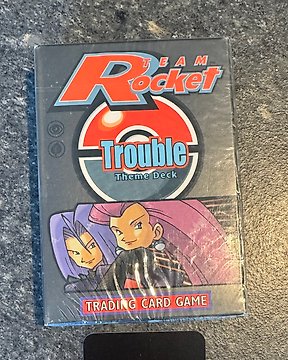 TEAM
Rocket
Trouble
Theme Deck
TRADING CARD GAME